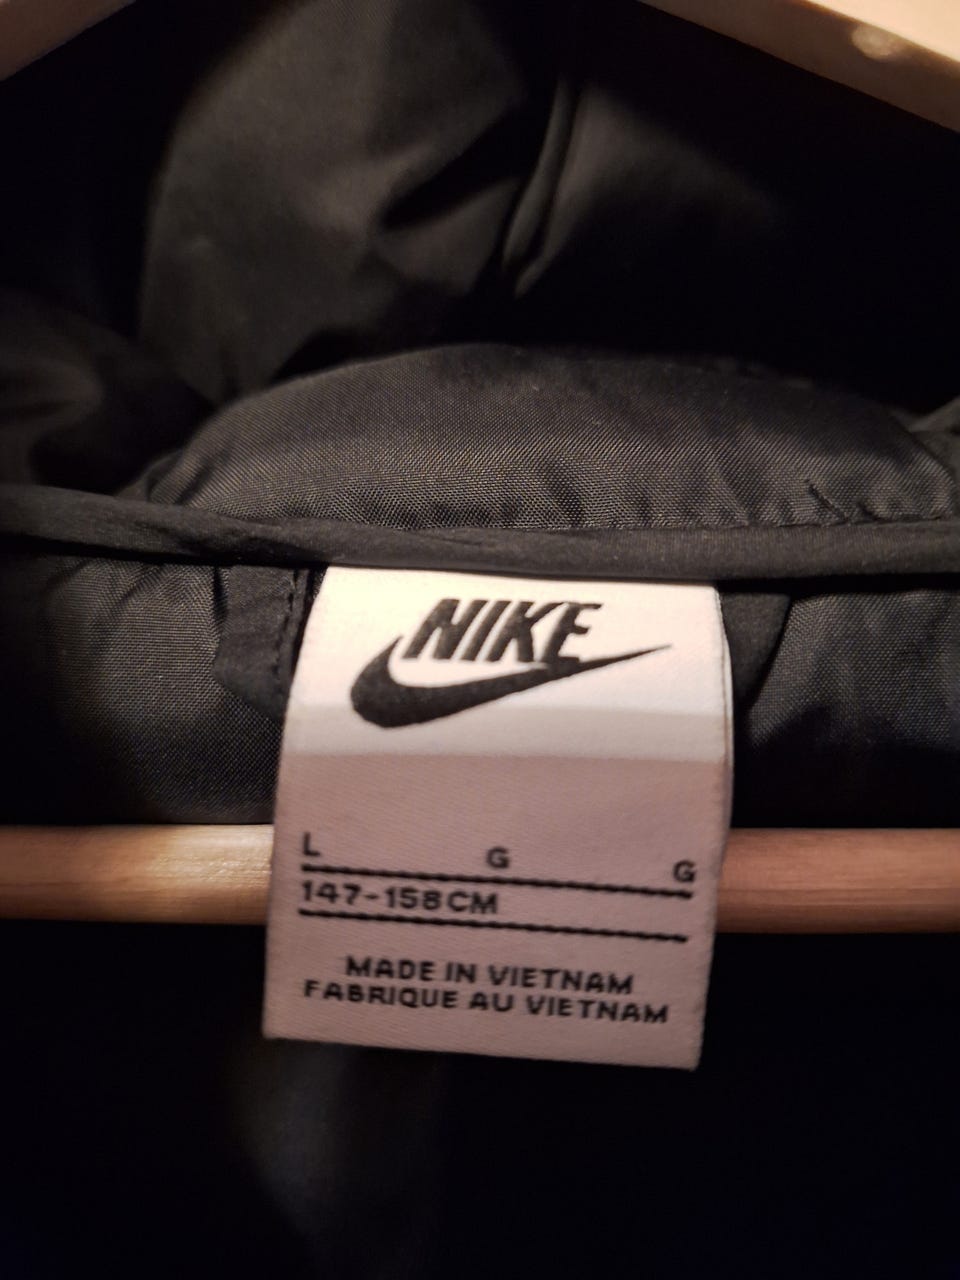 NIKE
L G G
147-158CM
MADE IN VIETNAM
FABRIQUE AU VIETNAM